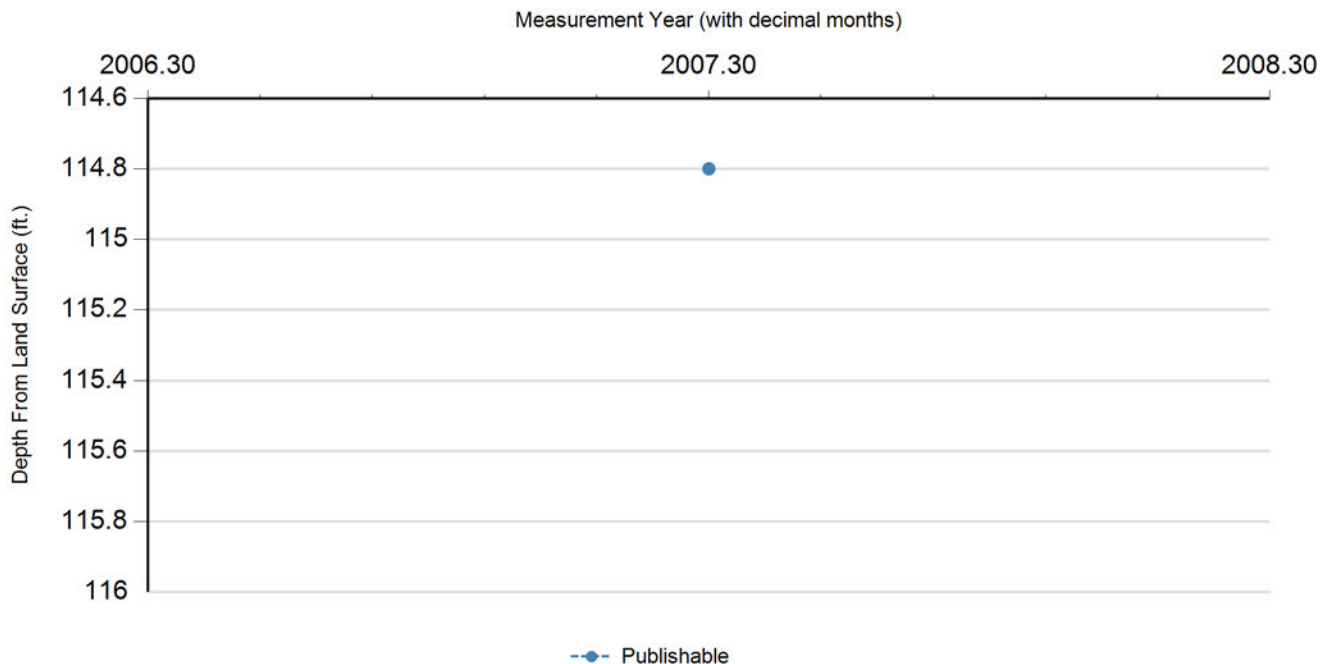 Measurement Year (with decimal months)
2006.30 2007.30 2008.30
114.6
114.8
115
115.2
115.4
115.6
115.8
116
Depth From Land Surface (ft.)
Publishable